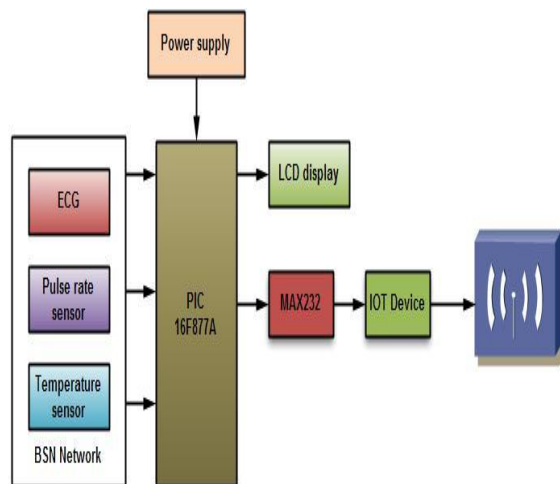 Power supply
ECG
LCD display
Pulse rate
sensor
PIC
16F877A
MAX232
IOT Device
Temperature
sensor
BSN Network